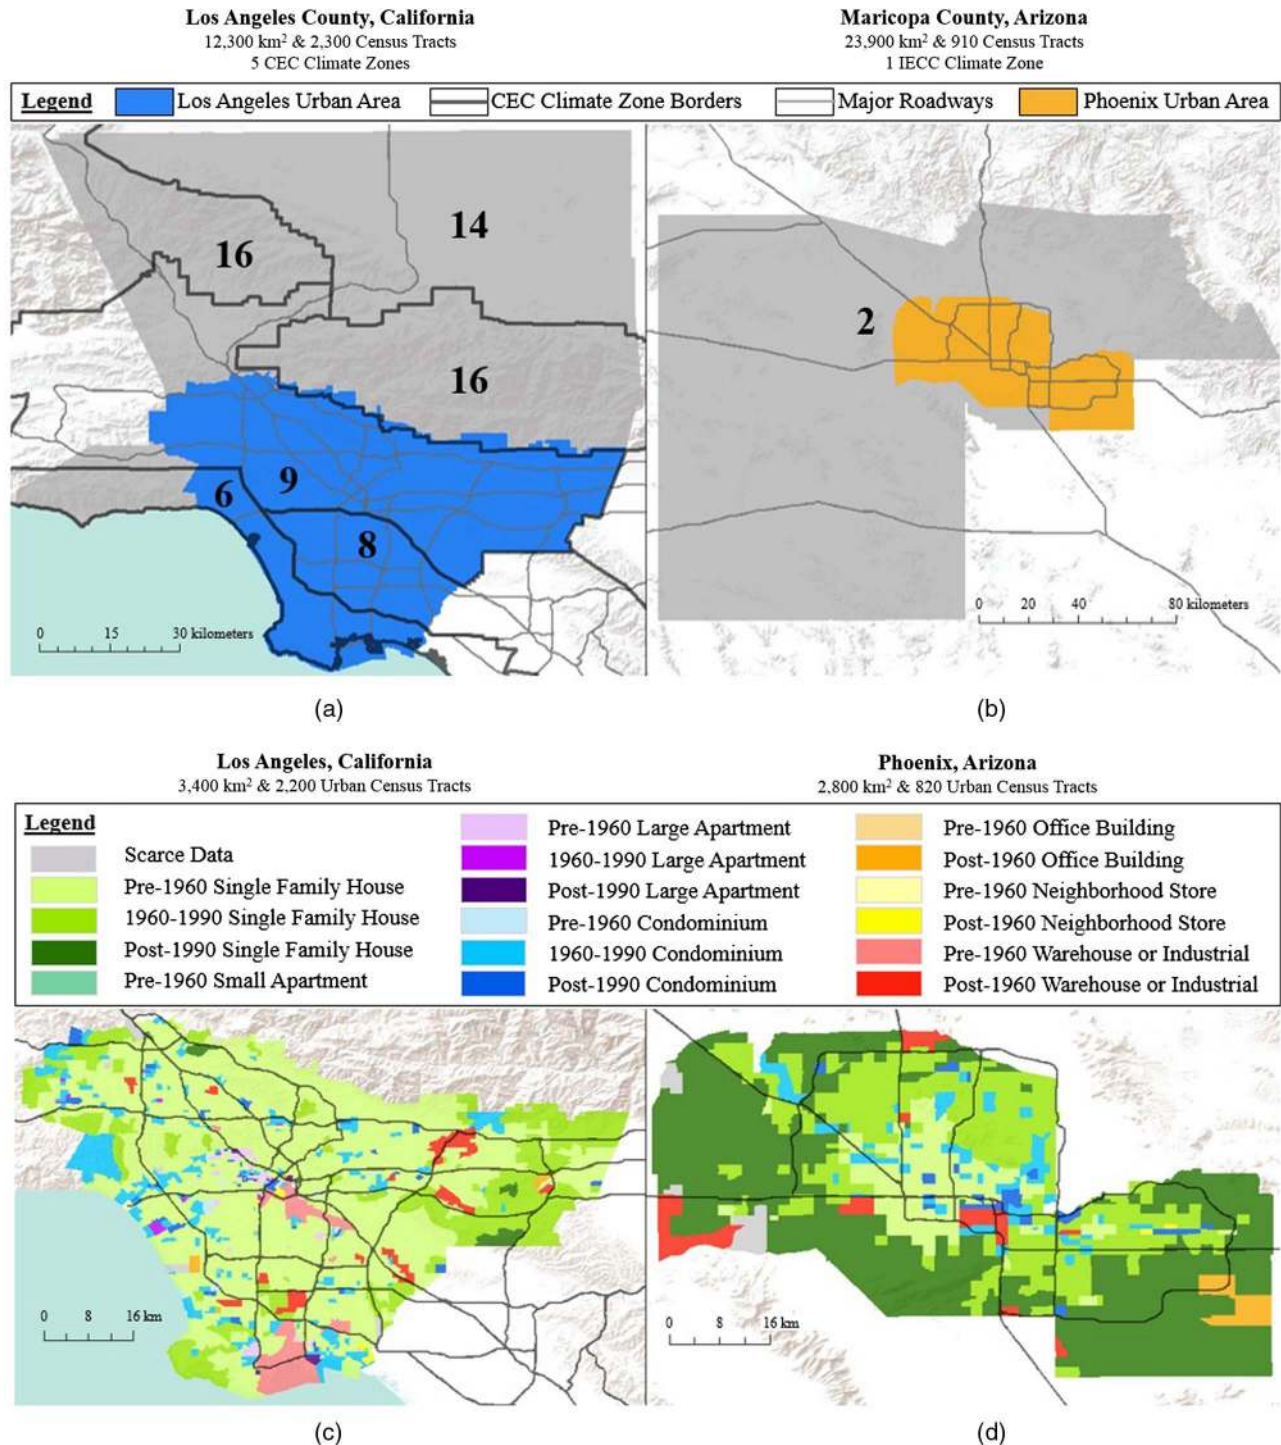 Los Angeles County, California
12,300 km² & 2,300 Census Tracts
5 CEC Climate Zones
Maricopa County, Arizona
23,900 km² & 910 Census Tracts
1 IECC Climate Zone
Legend
Los Angeles Urban Area
CEC Climate Zone Borders
Major Roadways
Phoenix Urban Area
14
16
16
9
6
8
0 15 30 kilometers
2
0 20 40 80 kilometers
(a)
(b)
Los Angeles, California
3,400 km² & 2,200 Urban Census Tracts
Phoenix, Arizona
2,800 km² & 820 Urban Census Tracts
Legend
Scarce Data
Pre-1960 Single Family House
1960-1990 Single Family House
Post-1990 Single Family House
Pre-1960 Small Apartment
Pre-1960 Large Apartment
1960-1990 Large Apartment
Post-1990 Large Apartment
Pre-1960 Condominium
1960-1990 Condominium
Post-1990 Condominium
Pre-1960 Office Building
Post-1960 Office Building
Pre-1960 Neighborhood Store
Post-1960 Neighborhood Store
Pre-1960 Warehouse or Industrial
Post-1960 Warehouse or Industrial
0 8 16 km
0 8 16 km
(c)
(d)